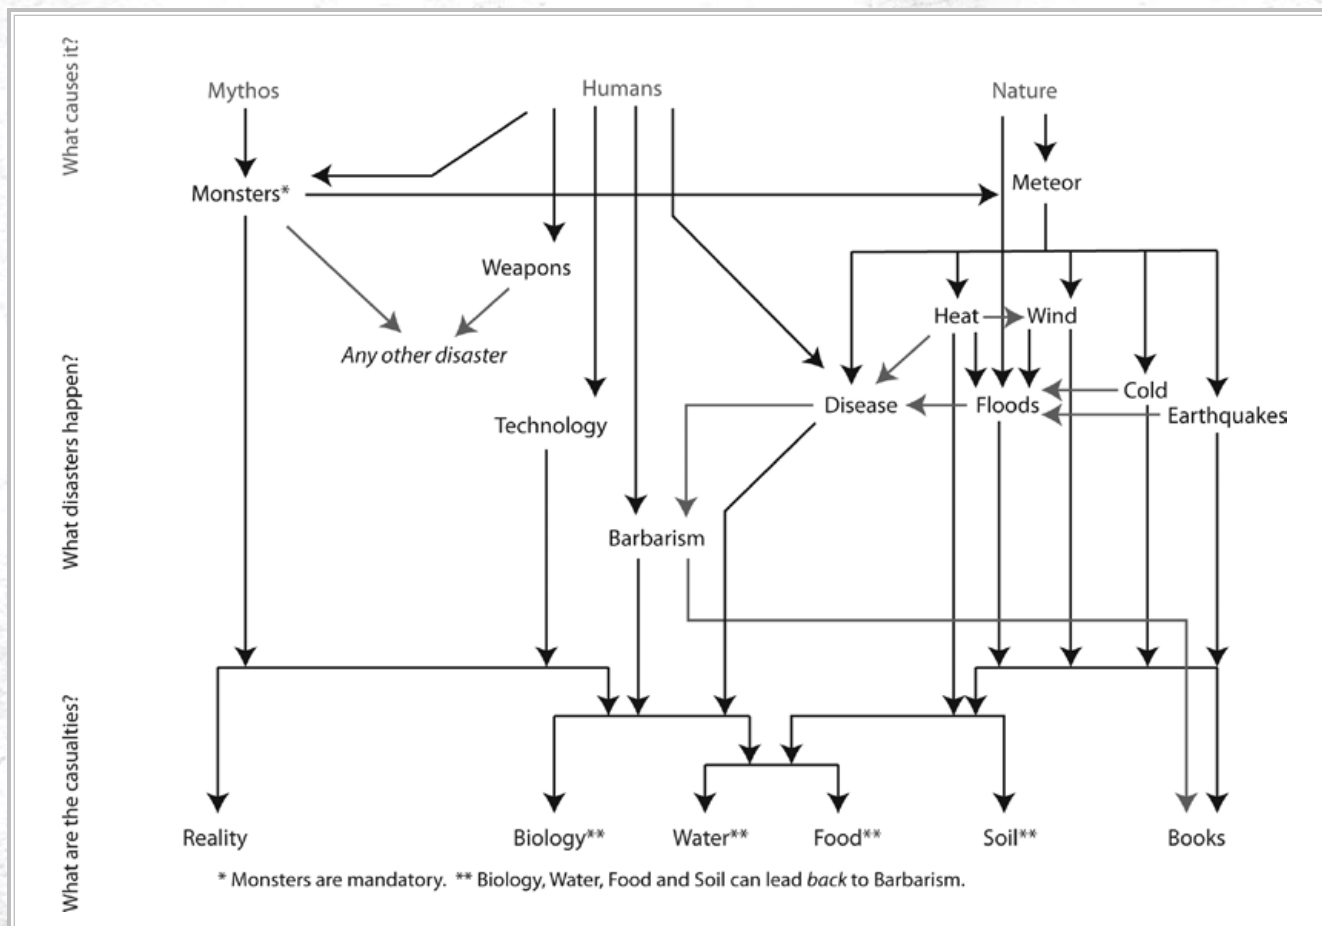 What causes it?
Mythos
Humans
Nature
Monsters*
Meteor
Weapons
Heat
Wind
What disasters happen?
Any other disaster
Cold
Disease
Floods
Earthquakes
Technology
Barbarism
What are the casualties?
Reality
Biology**
Water**
Food**
Soil**
Books
* Monsters are mandatory. ** Biology, Water, Food and Soil can lead back to Barbarism.